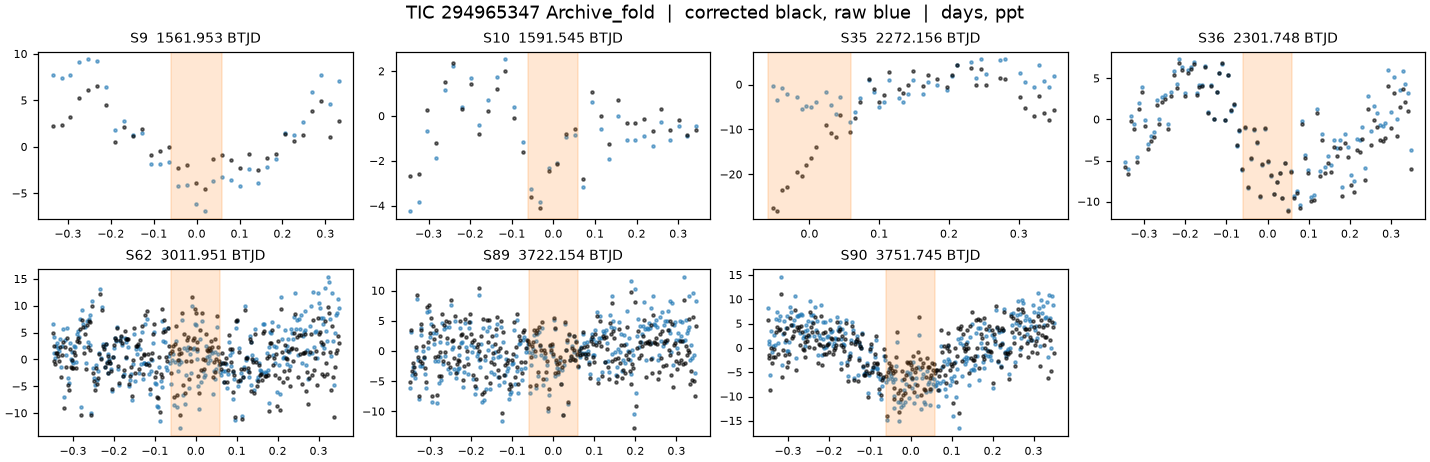 TIC 294965347 Archive_fold | corrected black, raw blue | days, ppt
S9 1561.953 BTJD
S10 1591.545 BTJD
S35 2272.156 BTJD
S36 2301.748 BTJD
10
5
0
−5
−0.3 −0.2 −0.1 0.0 0.1 0.2 0.3
2
0
−2
−4
−0.3 −0.2 −0.1 0.0 0.1 0.2 0.3
0
−10
−20
0.0 0.1 0.2 0.3
5
0
−5
−10
−0.3 −0.2 −0.1 0.0 0.1 0.2 0.3
S62 3011.951 BTJD
S89 3722.154 BTJD
S90 3751.745 BTJD
15
10
5
0
−5
−10
−0.3 −0.2 −0.1 0.0 0.1 0.2 0.3
10
5
0
−5
−10
−0.3 −0.2 −0.1 0.0 0.1 0.2 0.3
15
10
5
0
−5
−10
−15
−0.3 −0.2 −0.1 0.0 0.1 0.2 0.3